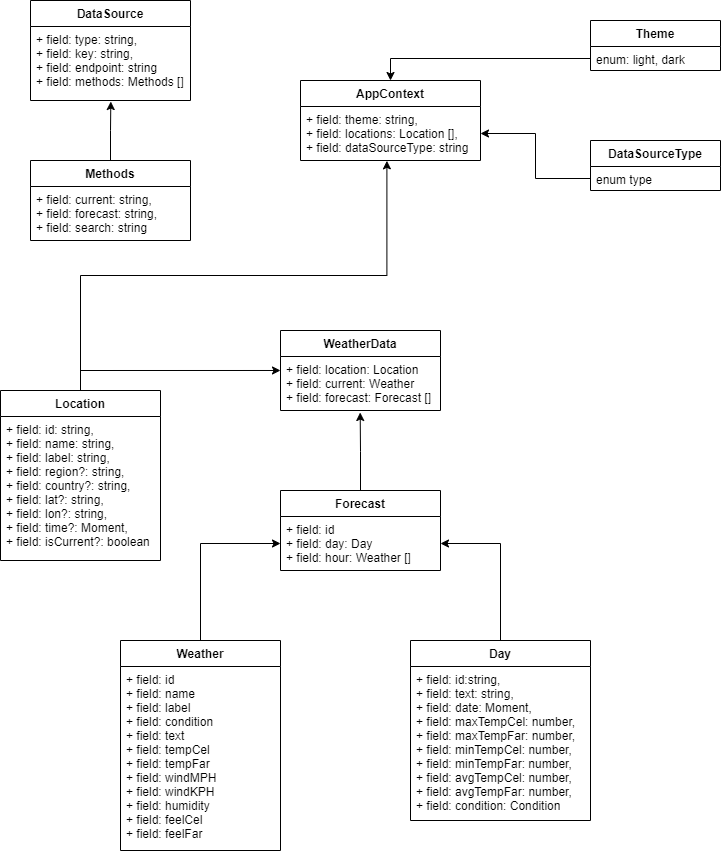 DataSource
+ field: type: string,
+ field: key: string,
+ field: endpoint: string
+ field: methods: Methods []
Theme
enum: light, dark
AppContext
+ field: theme: string,
+ field: locations: Location [],
+ field: dataSourceType: string
DataSourceType
enum type
Methods
+ field: current: string,
+ field: forecast: string,
+ field: search: string
WeatherData
+ field: location: Location
+ field: current: Weather
+ field: forecast: Forecast []
Location
+ field: id: string,
+ field: name: string,
+ field: label: string,
+ field: region?: string,
+ field: country?: string,
+ field: lat?: string,
+ field: lon?: string,
+ field: time?: Moment,
+ field: isCurrent?: boolean
Forecast
+ field: id
+ field: day: Day
+ field: hour: Weather []
Weather
+ field: id
+ field: name
+ field: label
+ field: condition
+ field: text
+ field: tempCel
+ field: tempFar
+ field: windMPH
+ field: windKPH
+ field: humidity
+ field: feelCel
+ field: feelFar
Day
+ field: id:string,
+ field: text: string,
+ field: date: Moment,
+ field: maxTempCel: number,
+ field: maxTempFar: number,
+ field: minTempCel: number,
+ field: minTempFar: number,
+ field: avgTempCel: number,
+ field: avgTempFar: number,
+ field: condition: Condition